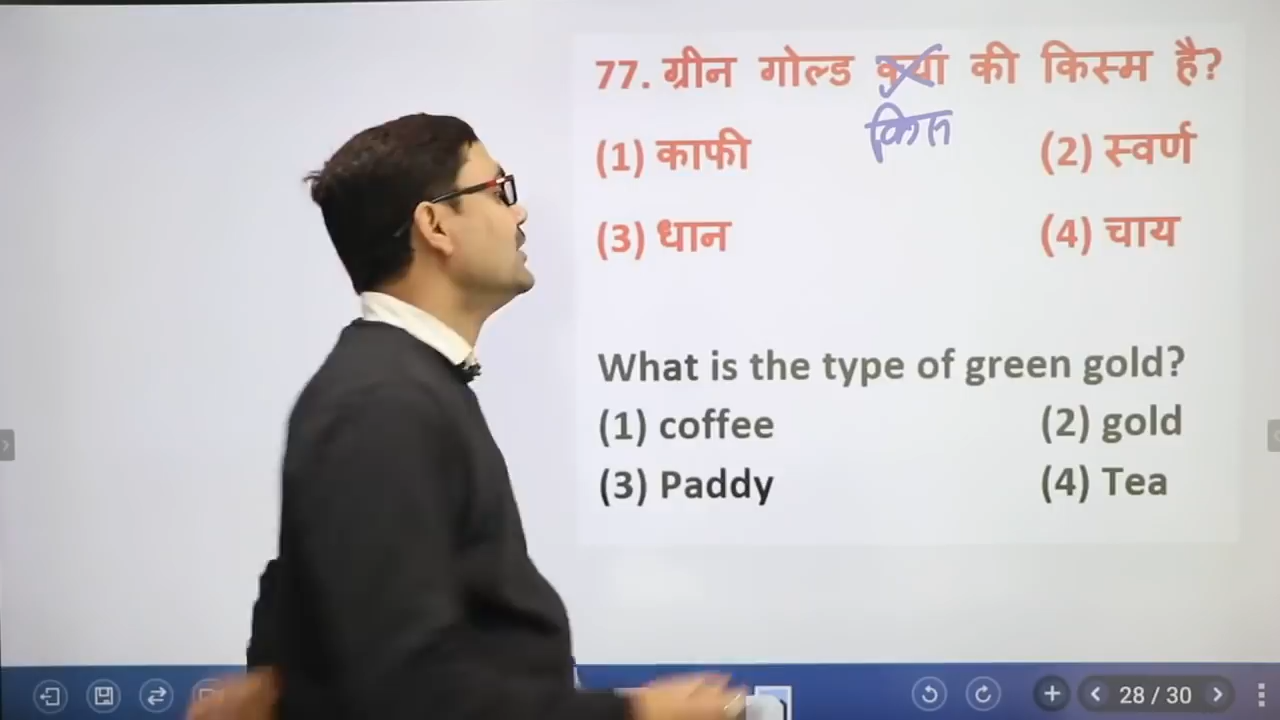 77. ग्रीन गोल्ड क्या की किस्म है?
किस
(1) काफी (2) स्वर्ण
(3) धान (4) चाय
What is the type of green gold?
(1) coffee (2) gold
(3) Paddy (4) Tea
28 / 30